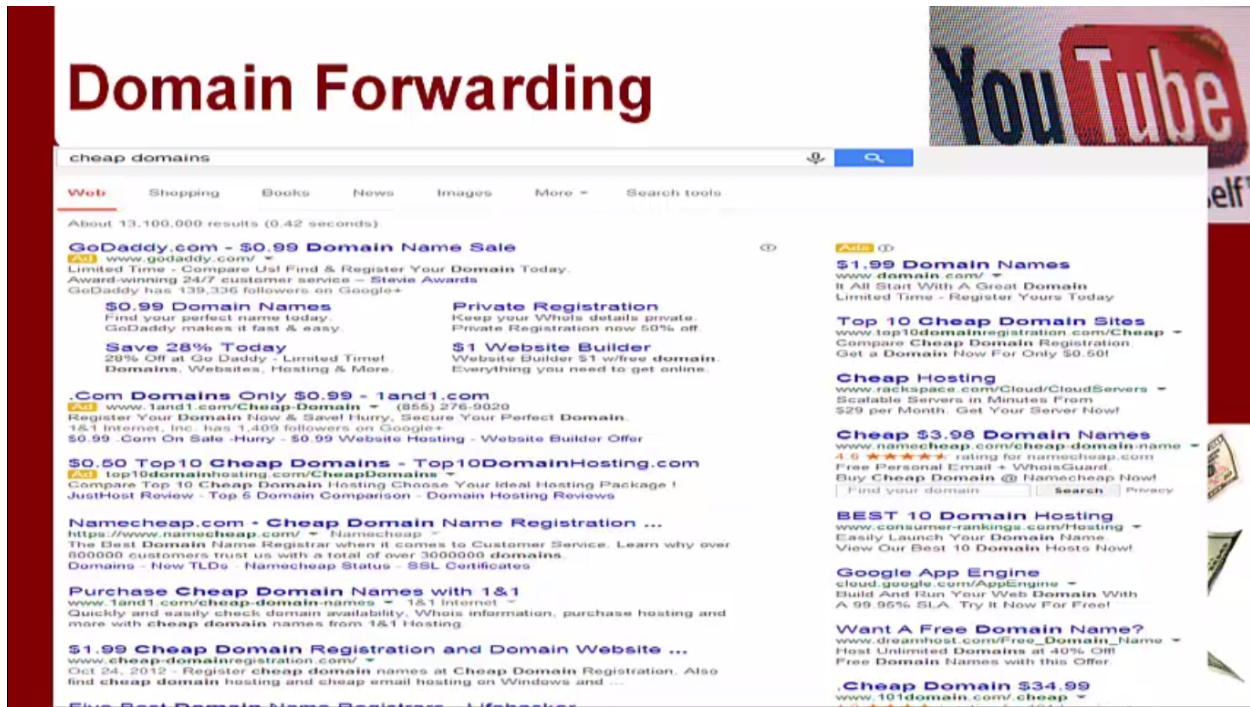 Domain Forwarding
YouTube
self™
cheap domains
Web Shopping Books News Images More Search tools
About 13,100,000 results (0.42 seconds)
GoDaddy.com - $0.99 Domain Name Sale
Ad www.godaddy.com/
Limited Time - Compare Us! Find & Register Your Domain Today.
Award-winning 24/7 customer service – Stevie Awards
GoDaddy has 139,336 followers on Google+
$0.99 Domain Names
Find your perfect name today.
GoDaddy makes it fast & easy.
Private Registration
Keep your WhoIs details private.
Private Registration now 50% off.
Save 28% Today
28% Off at Go Daddy - Limited Time!
Domains, Websites, Hosting & More.
$1 Website Builder
Website Builder $1 w/free domain.
Everything you need to get online.
.Com Domains Only $0.99 - 1and1.com
Ad www.1and1.com/Cheap-Domain (855) 276-9020
Register Your Domain Now & Save! Hurry, Secure Your Perfect Domain.
1&1 Internet, Inc. has 1,409 followers on Google+
$0.99 .Com On Sale -Hurry - $0.99 Website Hosting - Website Builder Offer
$0.50 Top10 Cheap Domains - Top10DomainHosting.com
Ad top10domainhosting.com/CheapDomains
Compare Top 10 Cheap Domain Hosting Choose Your Ideal Hosting Package !
JustHost Review - Top 5 Domain Comparison - Domain Hosting Reviews
Namecheap.com • Cheap Domain Name Registration ...
https://www.namecheap.com/ Namecheap
The Best Domain Name Registrar when it comes to Customer Service. Learn why over
800000 customers trust us with a total of over 3000000 domains.
Domains - New TLDs - Namecheap Status - SSL Certificates
Purchase Cheap Domain Names with 1&1
www.1and1.com/cheap-domain-names 1&1 Internet
Quickly and easily check domain availability, Whois information, purchase hosting and
more with cheap domain names from 1&1 Hosting.
$1.99 Cheap Domain Registration and Domain Website ...
www.cheap-domainregistration.com/
Oct 24, 2012 - Register cheap domain names at Cheap Domain Registration. Also
find cheap domain hosting and cheap email hosting on Windows and ...
Five Best Domain Name Registrars - Lifehacker
Ads
$1.99 Domain Names
www.domain.com/
It All Start With A Great Domain
Limited Time - Register Yours Today
Top 10 Cheap Domain Sites
www.top10domainregistration.com/Cheap
Compare Cheap Domain Registration.
Get a Domain Now For Only $0.50!
Cheap Hosting
www.rackspace.com/Cloud/CloudServers
Scalable Servers in Minutes From
$29 per Month. Get Your Server Now!
Cheap $3.98 Domain Names
www.namecheap.com/cheap-domain-name
4.6 rating for namecheap.com
Free Personal Email + WhoisGuard.
Buy Cheap Domain @ Namecheap Now!
Find your domain Search Privacy
BEST 10 Domain Hosting
www.consumer-rankings.com/Hosting
Easily Launch Your Domain Name.
View Our Best 10 Domain Hosts Now!
Google App Engine
cloud.google.com/AppEngine
Build And Run Your Web Domain With
A 99.95% SLA. Try It Now For Free!
Want A Free Domain Name?
www.dreamhost.com/Free_Domain_Name
Host Unlimited Domains at 40% Off!
Free Domain Names with this Offer.
.Cheap Domain $34.99
www.101domain.com/.cheap